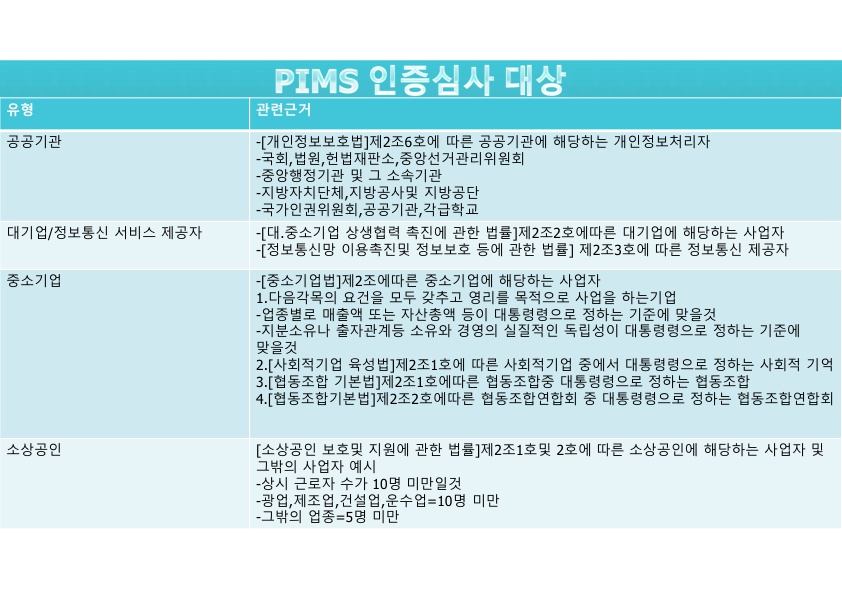 PIMS 인증심사 대상
유형
관련근거
공공기관
-[개인정보보호법]제2조6호에 따른 공공기관에 해당하는 개인정보처리자
-국회,법원,헌법재판소,중앙선거관리위원회
-중앙행정기관 및 그 소속기관
-지방자치단체,지방공사및 지방공단
-국가인권위원회,공공기관,각급학교
대기업/정보통신 서비스 제공자
-[대.중소기업 상생협력 촉진에 관한 법률]제2조2호에따른 대기업에 해당하는 사업자
-[정보통신망 이용촉진및 정보보호 등에 관한 법률] 제2조3호에 따른 정보통신 제공자
중소기업
-[중소기업법]제2조에따른 중소기업에 해당하는 사업자
1.다음각목의 요건을 모두 갖추고 영리를 목적으로 사업을 하는기업
-업종별로 매출액 또는 자산총액 등이 대통령령으로 정하는 기준에 맞을것
-지분소유나 출자관계등 소유와 경영의 실질적인 독립성이 대통령령으로 정하는 기준에
맞을것
2.[사회적기업 육성법]제2조1호에 따른 사회적기업 중에서 대통령령으로 정하는 사회적 기억
3.[협동조합 기본법]제2조1호에따른 협동조합중 대통령령으로 정하는 협동조합
4.[협동조합기본법]제2조2호에따른 협동조합연합회 중 대통령령으로 정하는 협동조합연합회
소상공인
[소상공인 보호및 지원에 관한 법률]제2조1호및 2호에 따른 소상공인에 해당하는 사업자 및
그밖의 사업자 예시
-상시 근로자 수가 10명 미만일것
-광업,제조업,건설업,운수업=10명 미만
-그밖의 업종=5명 미만